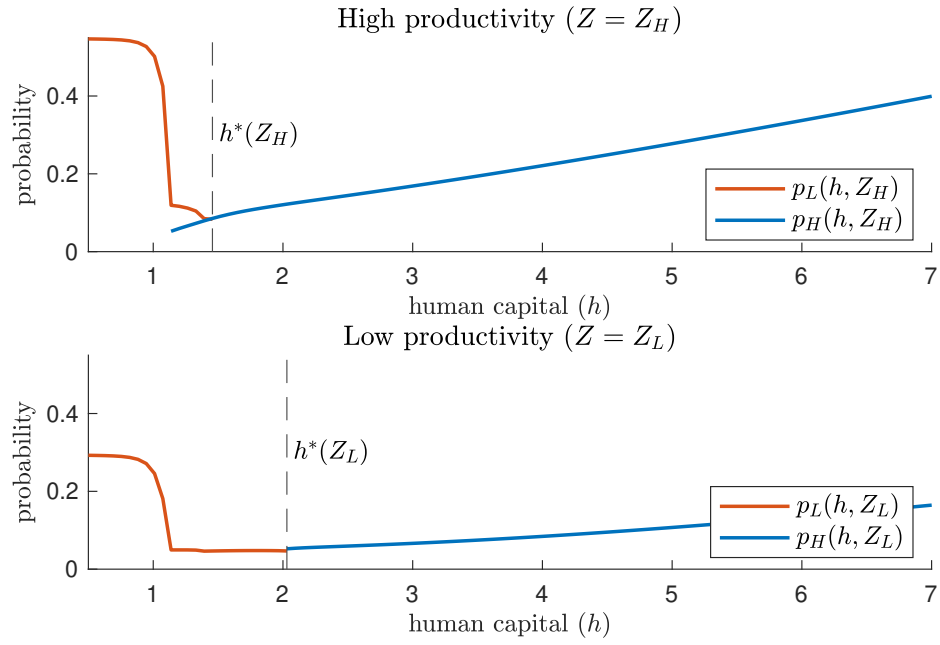 High productivity (Z = Z_H)
probability
0.4
0.2
0
h*(Z_H)
p_L(h, Z_H)
p_H(h, Z_H)
1 2 3 4 5 6 7
human capital (h)
Low productivity (Z = Z_L)
probability
0.4
0.2
0
h*(Z_L)
p_L(h, Z_L)
p_H(h, Z_L)
1 2 3 4 5 6 7
human capital (h)